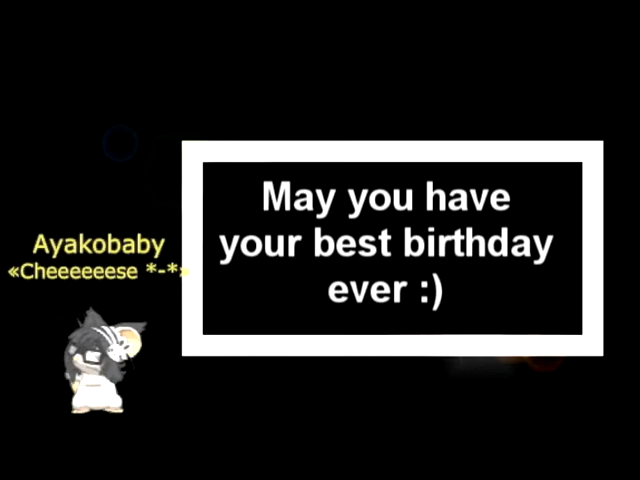 May you have
your best birthday
ever :)
Ayakobaby
«Cheeeeeese *-*»